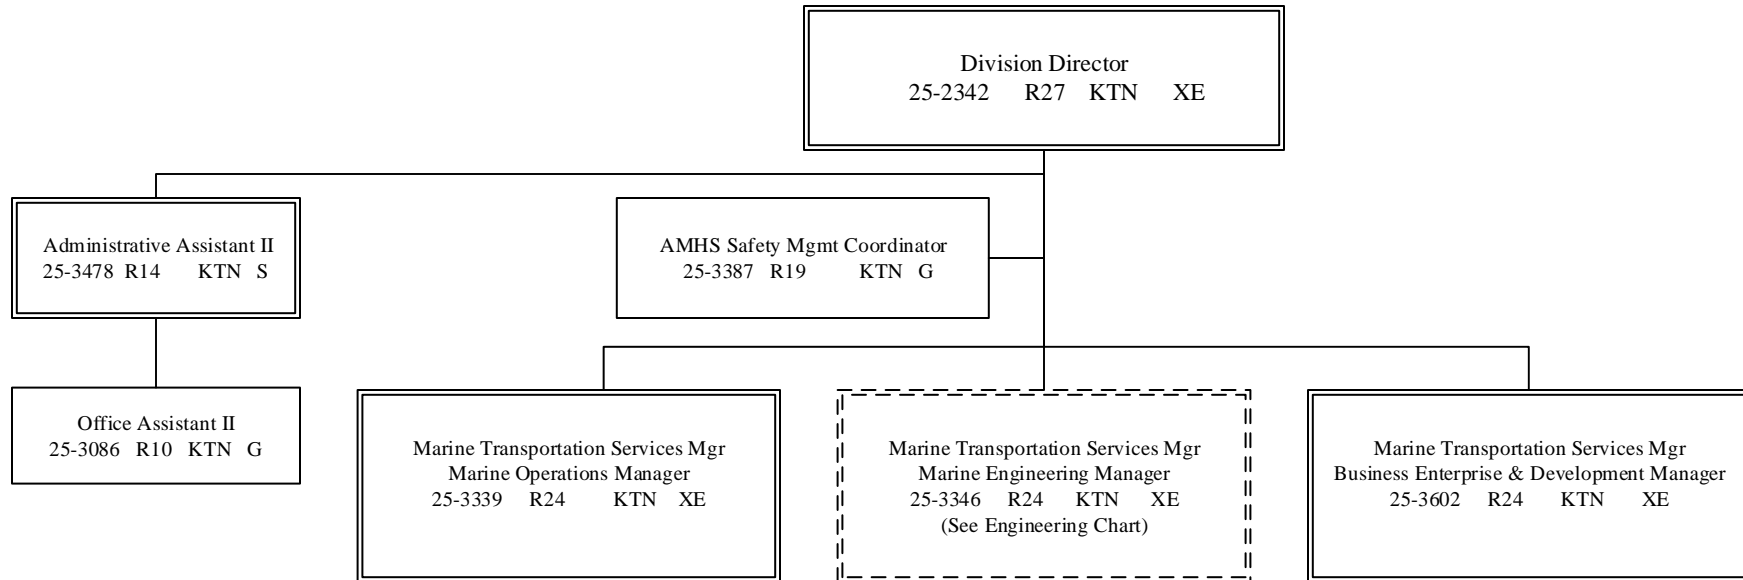 Division Director
25-2342 R27 KTN XE
Administrative Assistant II
25-3478 R14 KTN S
AMHS Safety Mgmt Coordinator
25-3387 R19 KTN G
Office Assistant II
25-3086 R10 KTN G
Marine Transportation Services Mgr
Marine Operations Manager
25-3339 R24 KTN XE
Marine Transportation Services Mgr
Marine Engineering Manager
25-3346 R24 KTN XE
(See Engineering Chart)
Marine Transportation Services Mgr
Business Enterprise & Development Manager
25-3602 R24 KTN XE